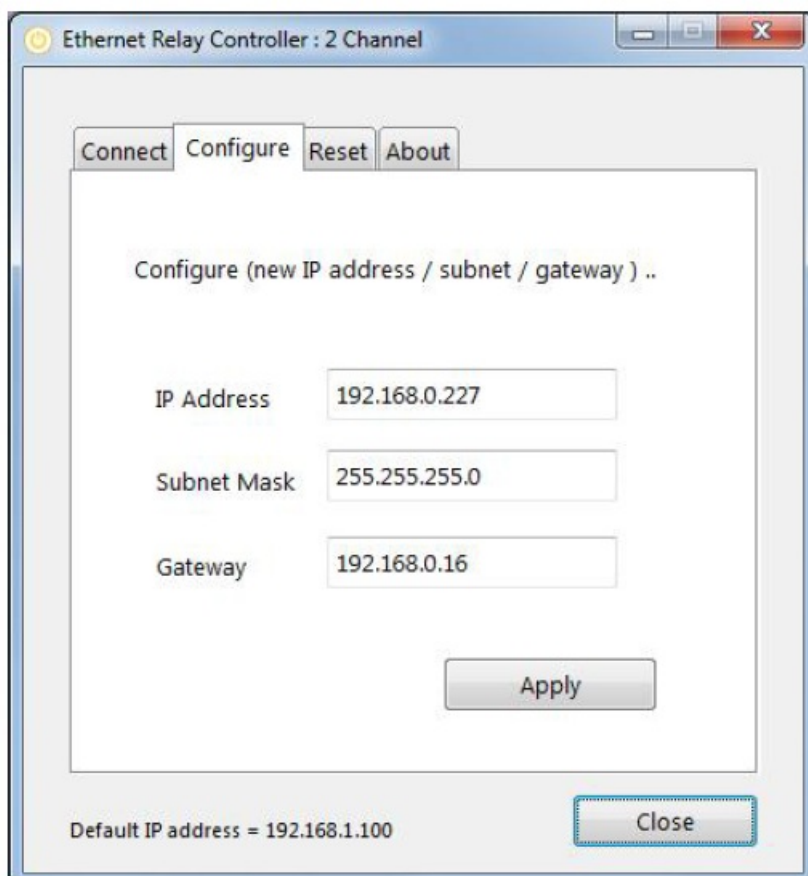 Ethernet Relay Controller : 2 Channel
Connect Configure Reset About
Configure (new IP address / subnet / gateway ) ..
IP Address 192.168.0.227
Subnet Mask 255.255.255.0
Gateway 192.168.0.16
Apply
Default IP address = 192.168.1.100 Close